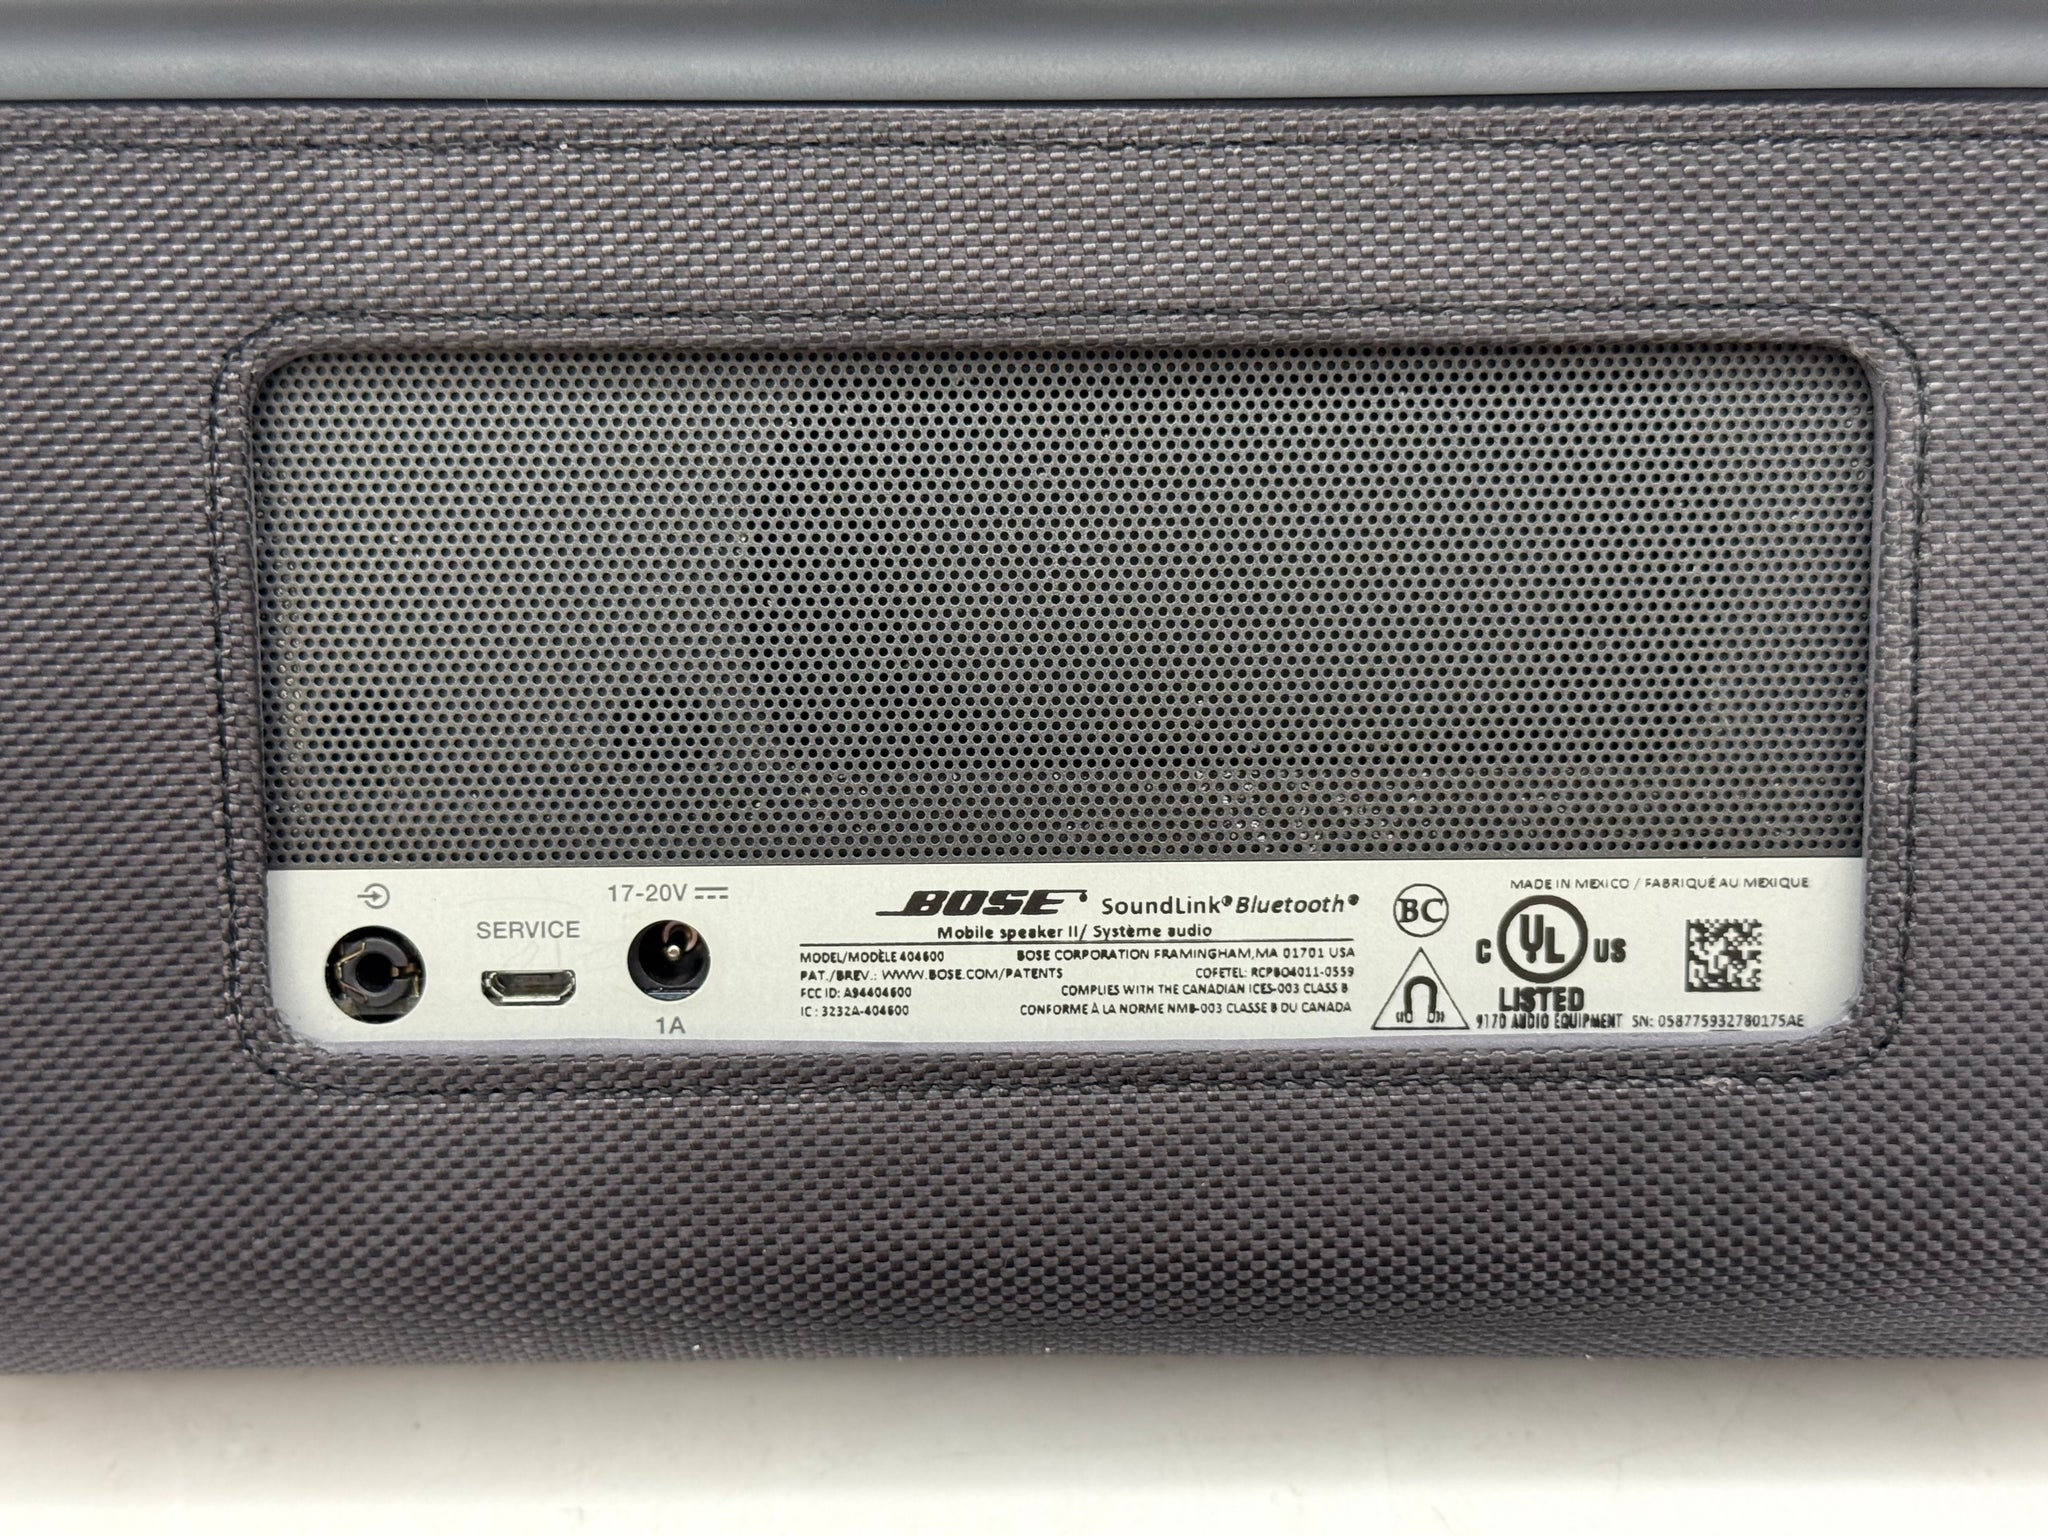 SERVICE
17-20V
1A
BOSE® SoundLink® Bluetooth®
Mobile speaker II/ Système audio
MODEL/MODÈLE 404600 BOSE CORPORATION FRAMINGHAM,MA 01701 USA
PAT./BREV.: WWW.BOSE.COM/PATENTS COFETEL: RCPBO4011-0559
FCC ID: A94404600 COMPLIES WITH THE CANADIAN ICES-003 CLASS B
IC : 3232A-404600 CONFORME À LA NORME NMB-003 CLASSE B DU CANADA
BC
MADE IN MEXICO / FABRIQUÉ AU MEXIQUE
C UL US
LISTED
917D AUDIO EQUIPMENT SN: 058775932780175AE